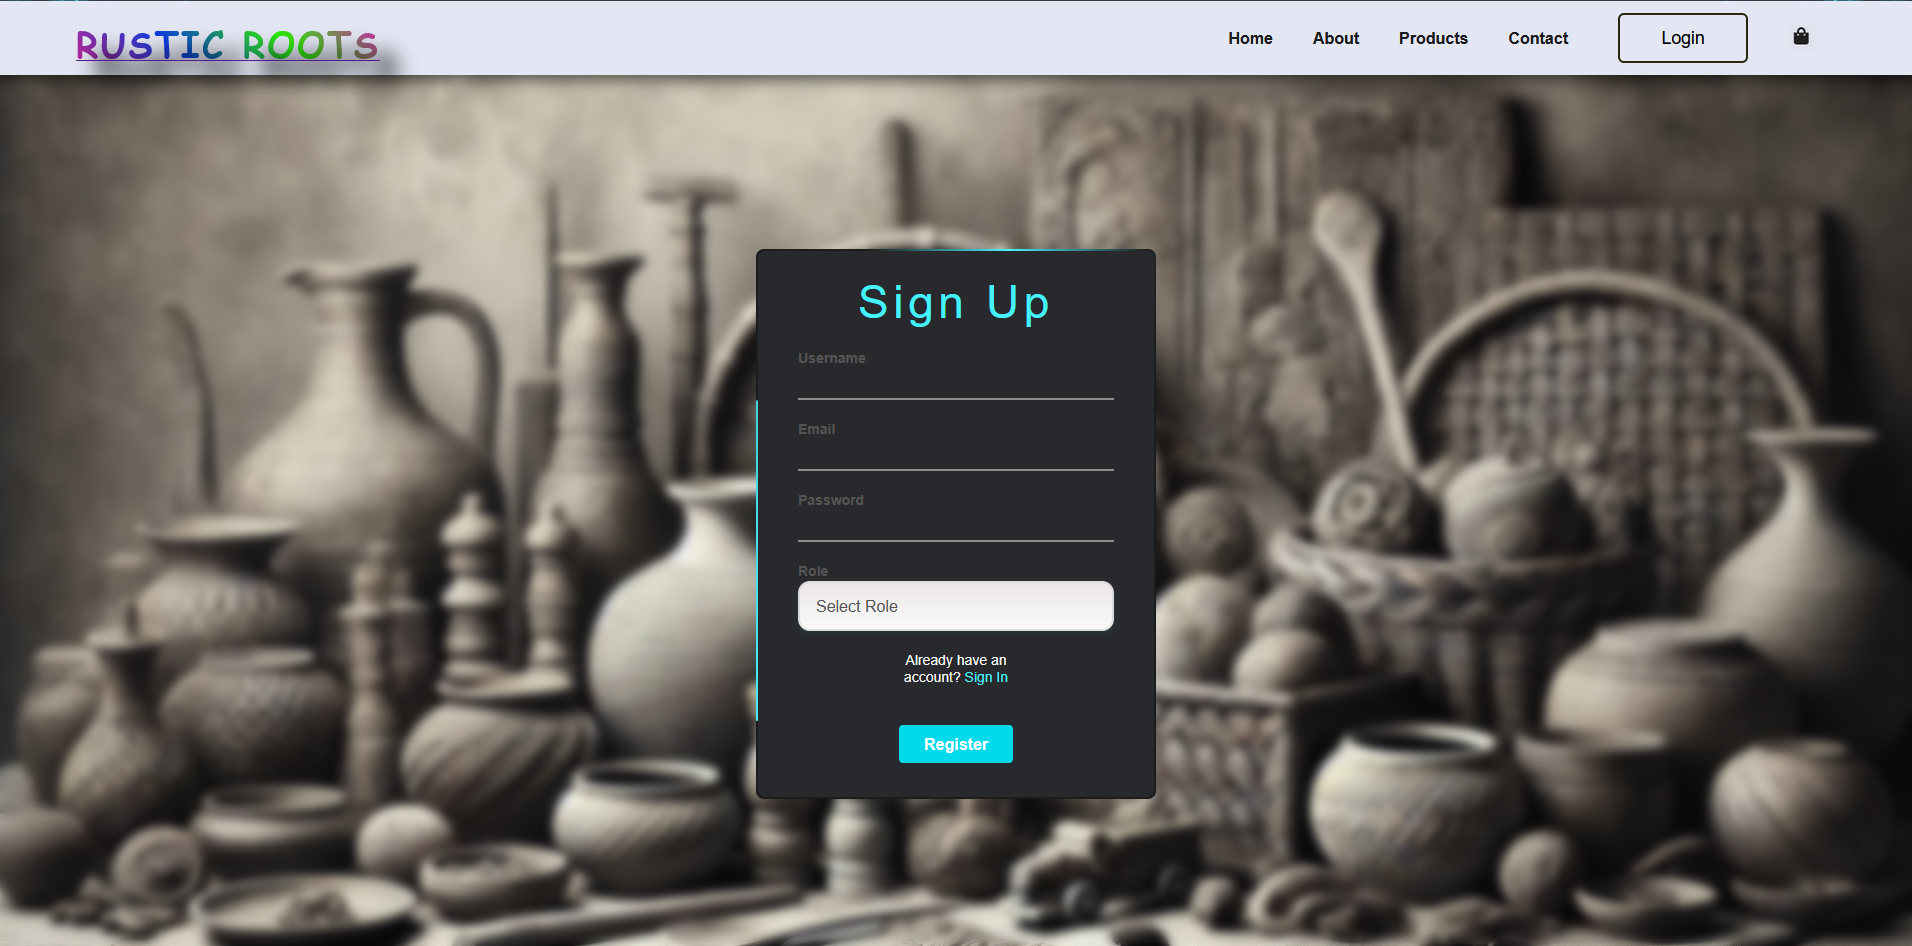 RUSTIC ROOTS
Home About Products Contact Login
Sign Up
Username
Email
Password
Role
Select Role
Already have an
account? Sign In
Register